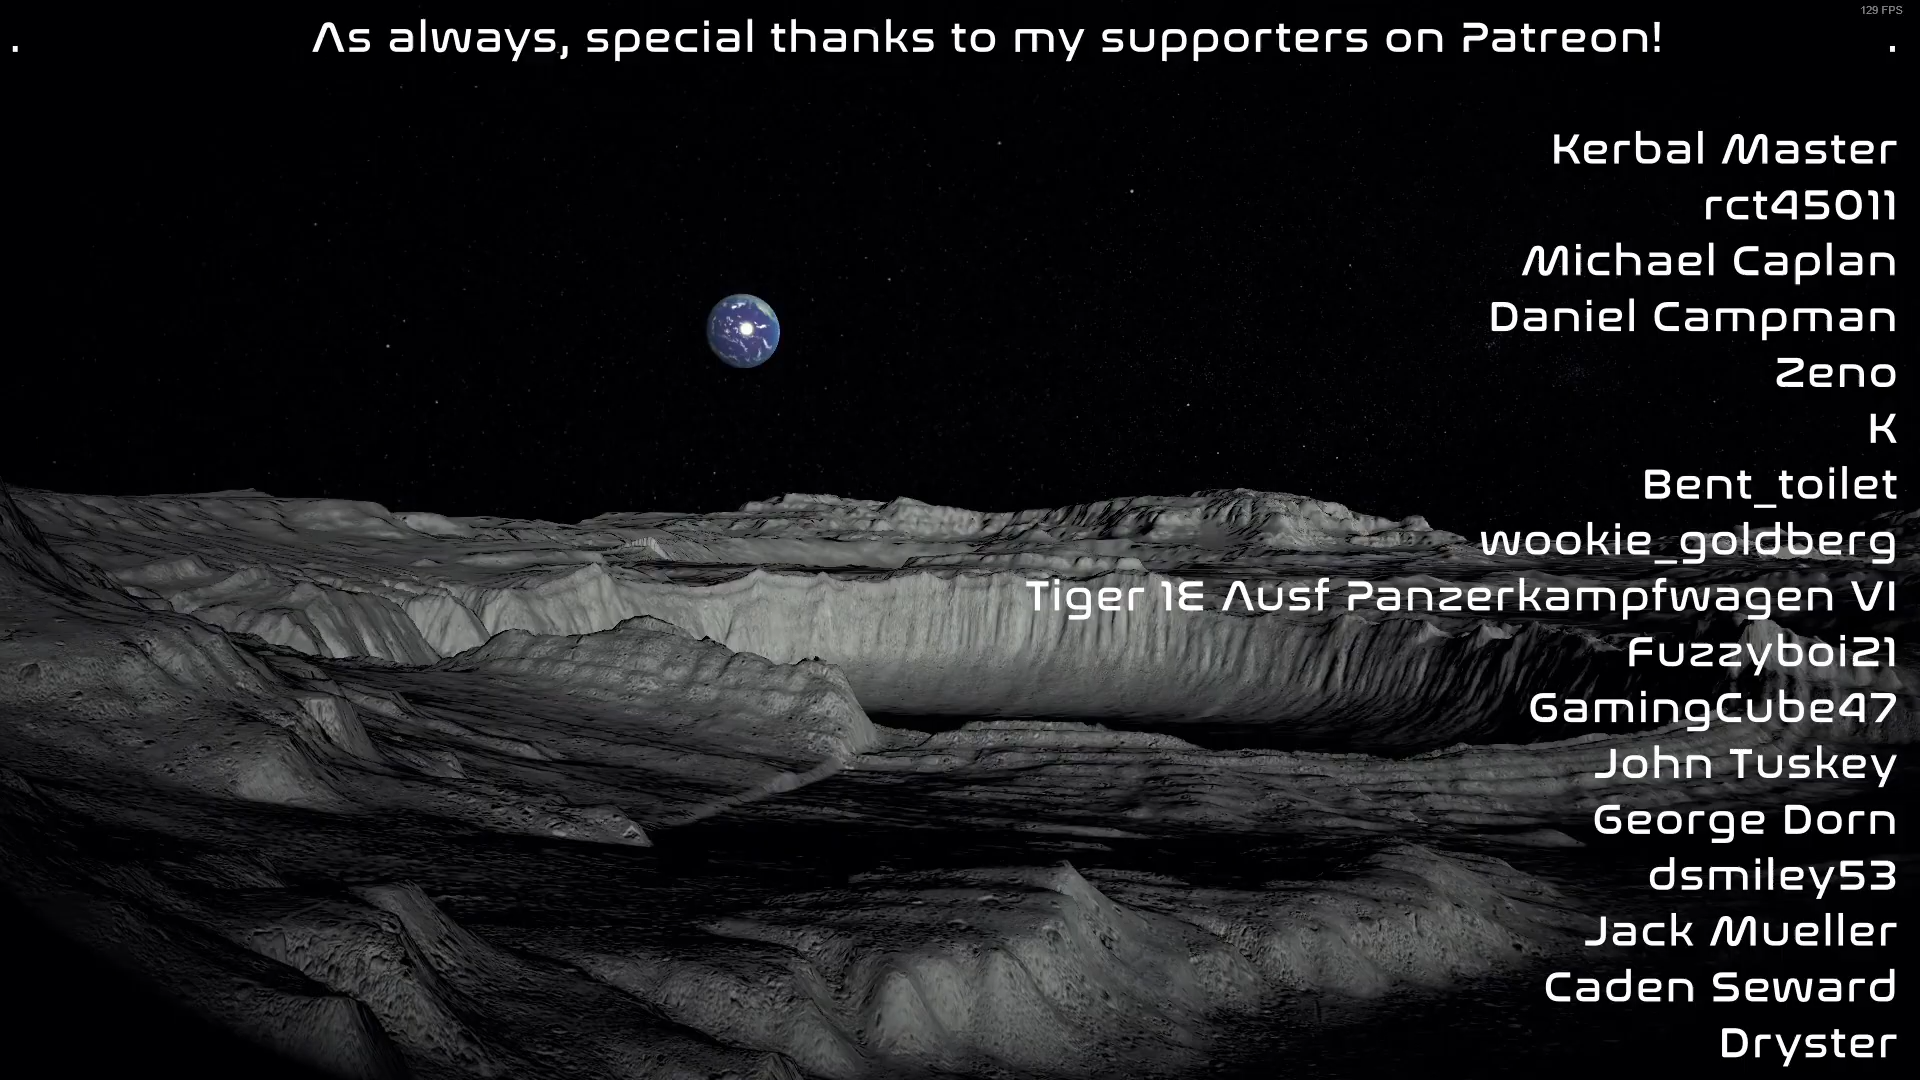 129 FPS
. As always, special thanks to my supporters on Patreon! .
Kerbal Master
rct45011
Michael Caplan
Daniel Campman
Zeno
K
Bent_toilet
wookie_goldberg
Tiger 1E Ausf Panzerkampfwagen VI
Fuzzyboi21
GamingCube47
John Tuskey
George Dorn
dsmiley53
Jack Mueller
Caden Seward
Dryster